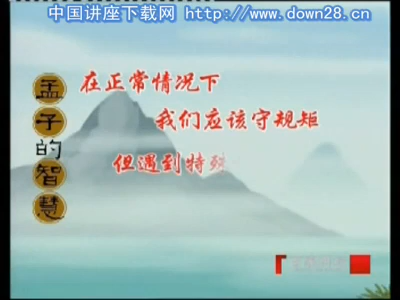 中国讲座下载网 http://www.down28.cn
孟子的智慧
在正常情况下
我们应该守规矩
但遇到特殊